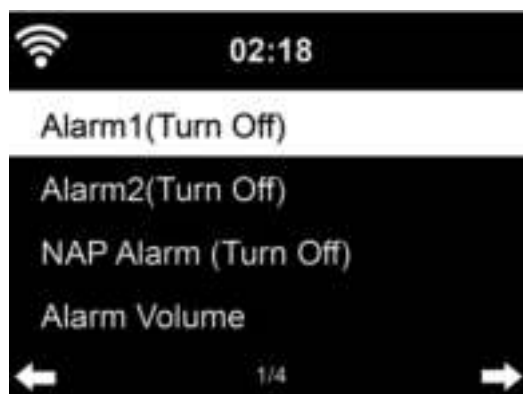 02:18
Alarm1(Turn Off)
Alarm2(Turn Off)
NAP Alarm (Turn Off)
Alarm Volume
1/4